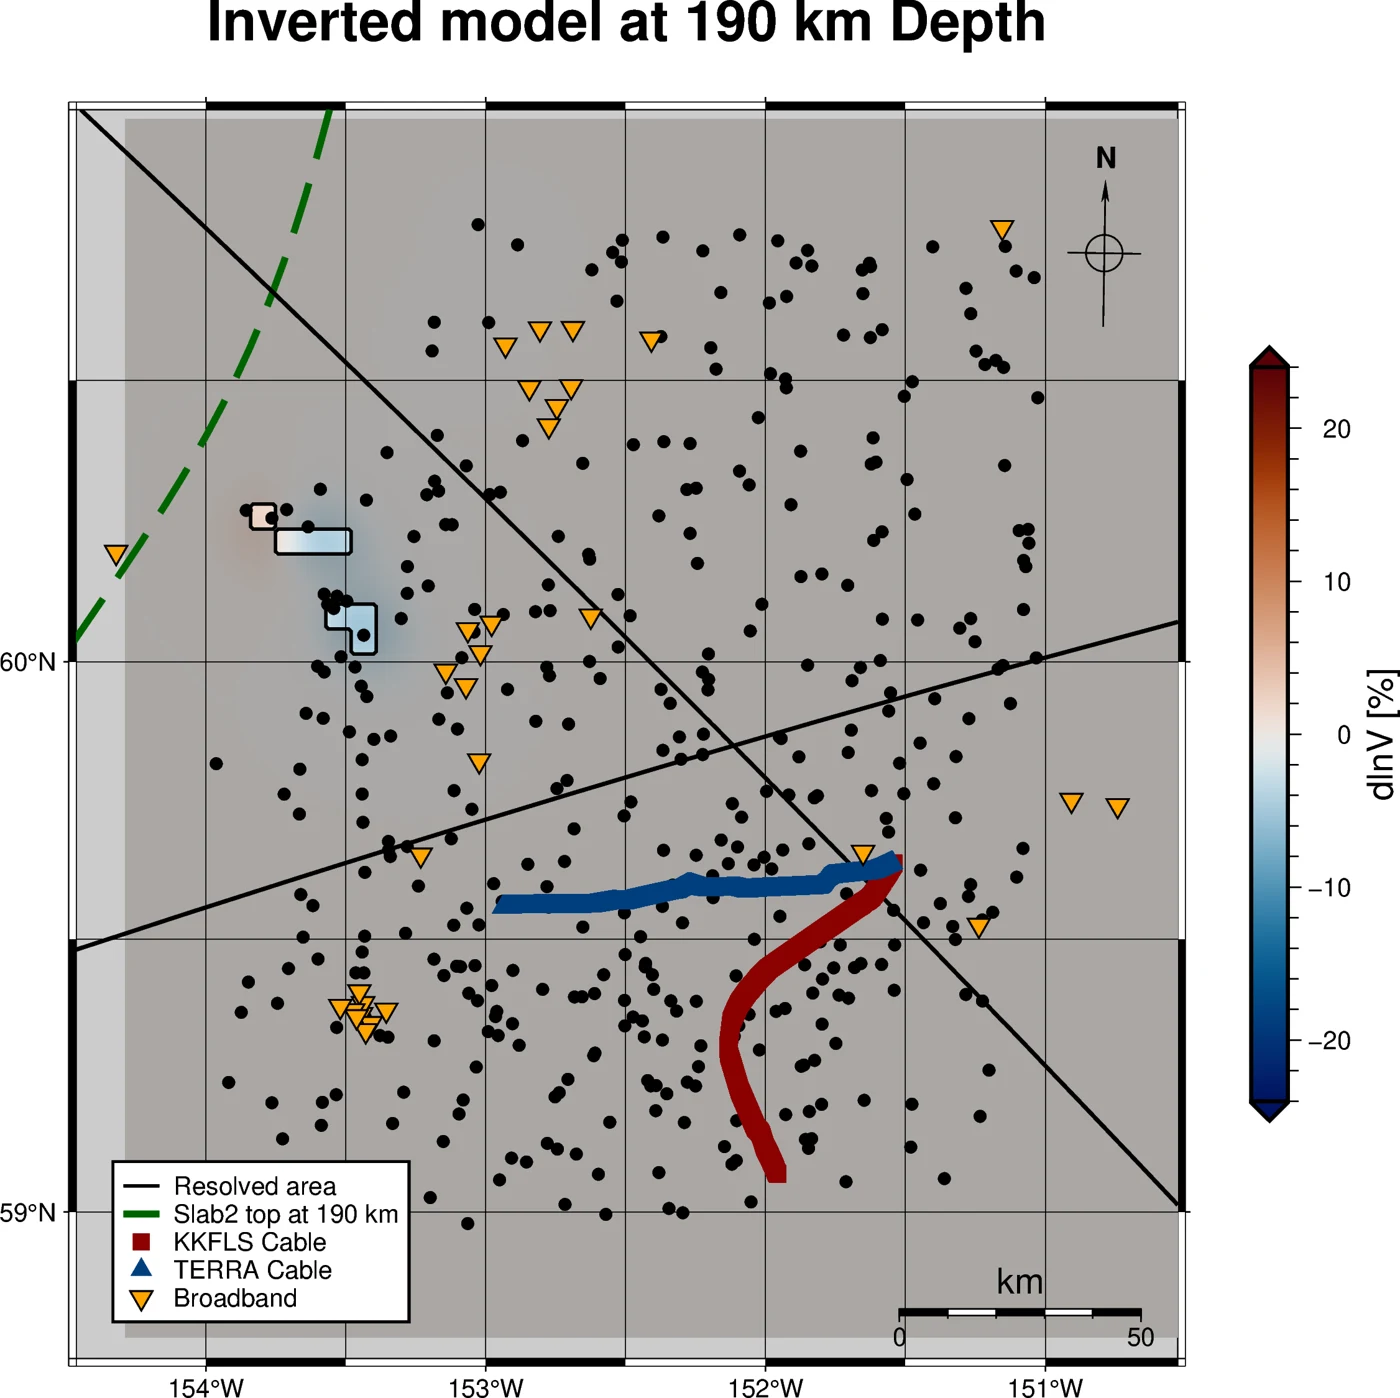 Inverted model at 190 km Depth
N
20
10
0
−10
−20
dlnV [%]
60°N
59°N
Resolved area
Slab2 top at 190 km
KKFLS Cable
TERRA Cable
Broadband
km
0 50
154°W 153°W 152°W 151°W